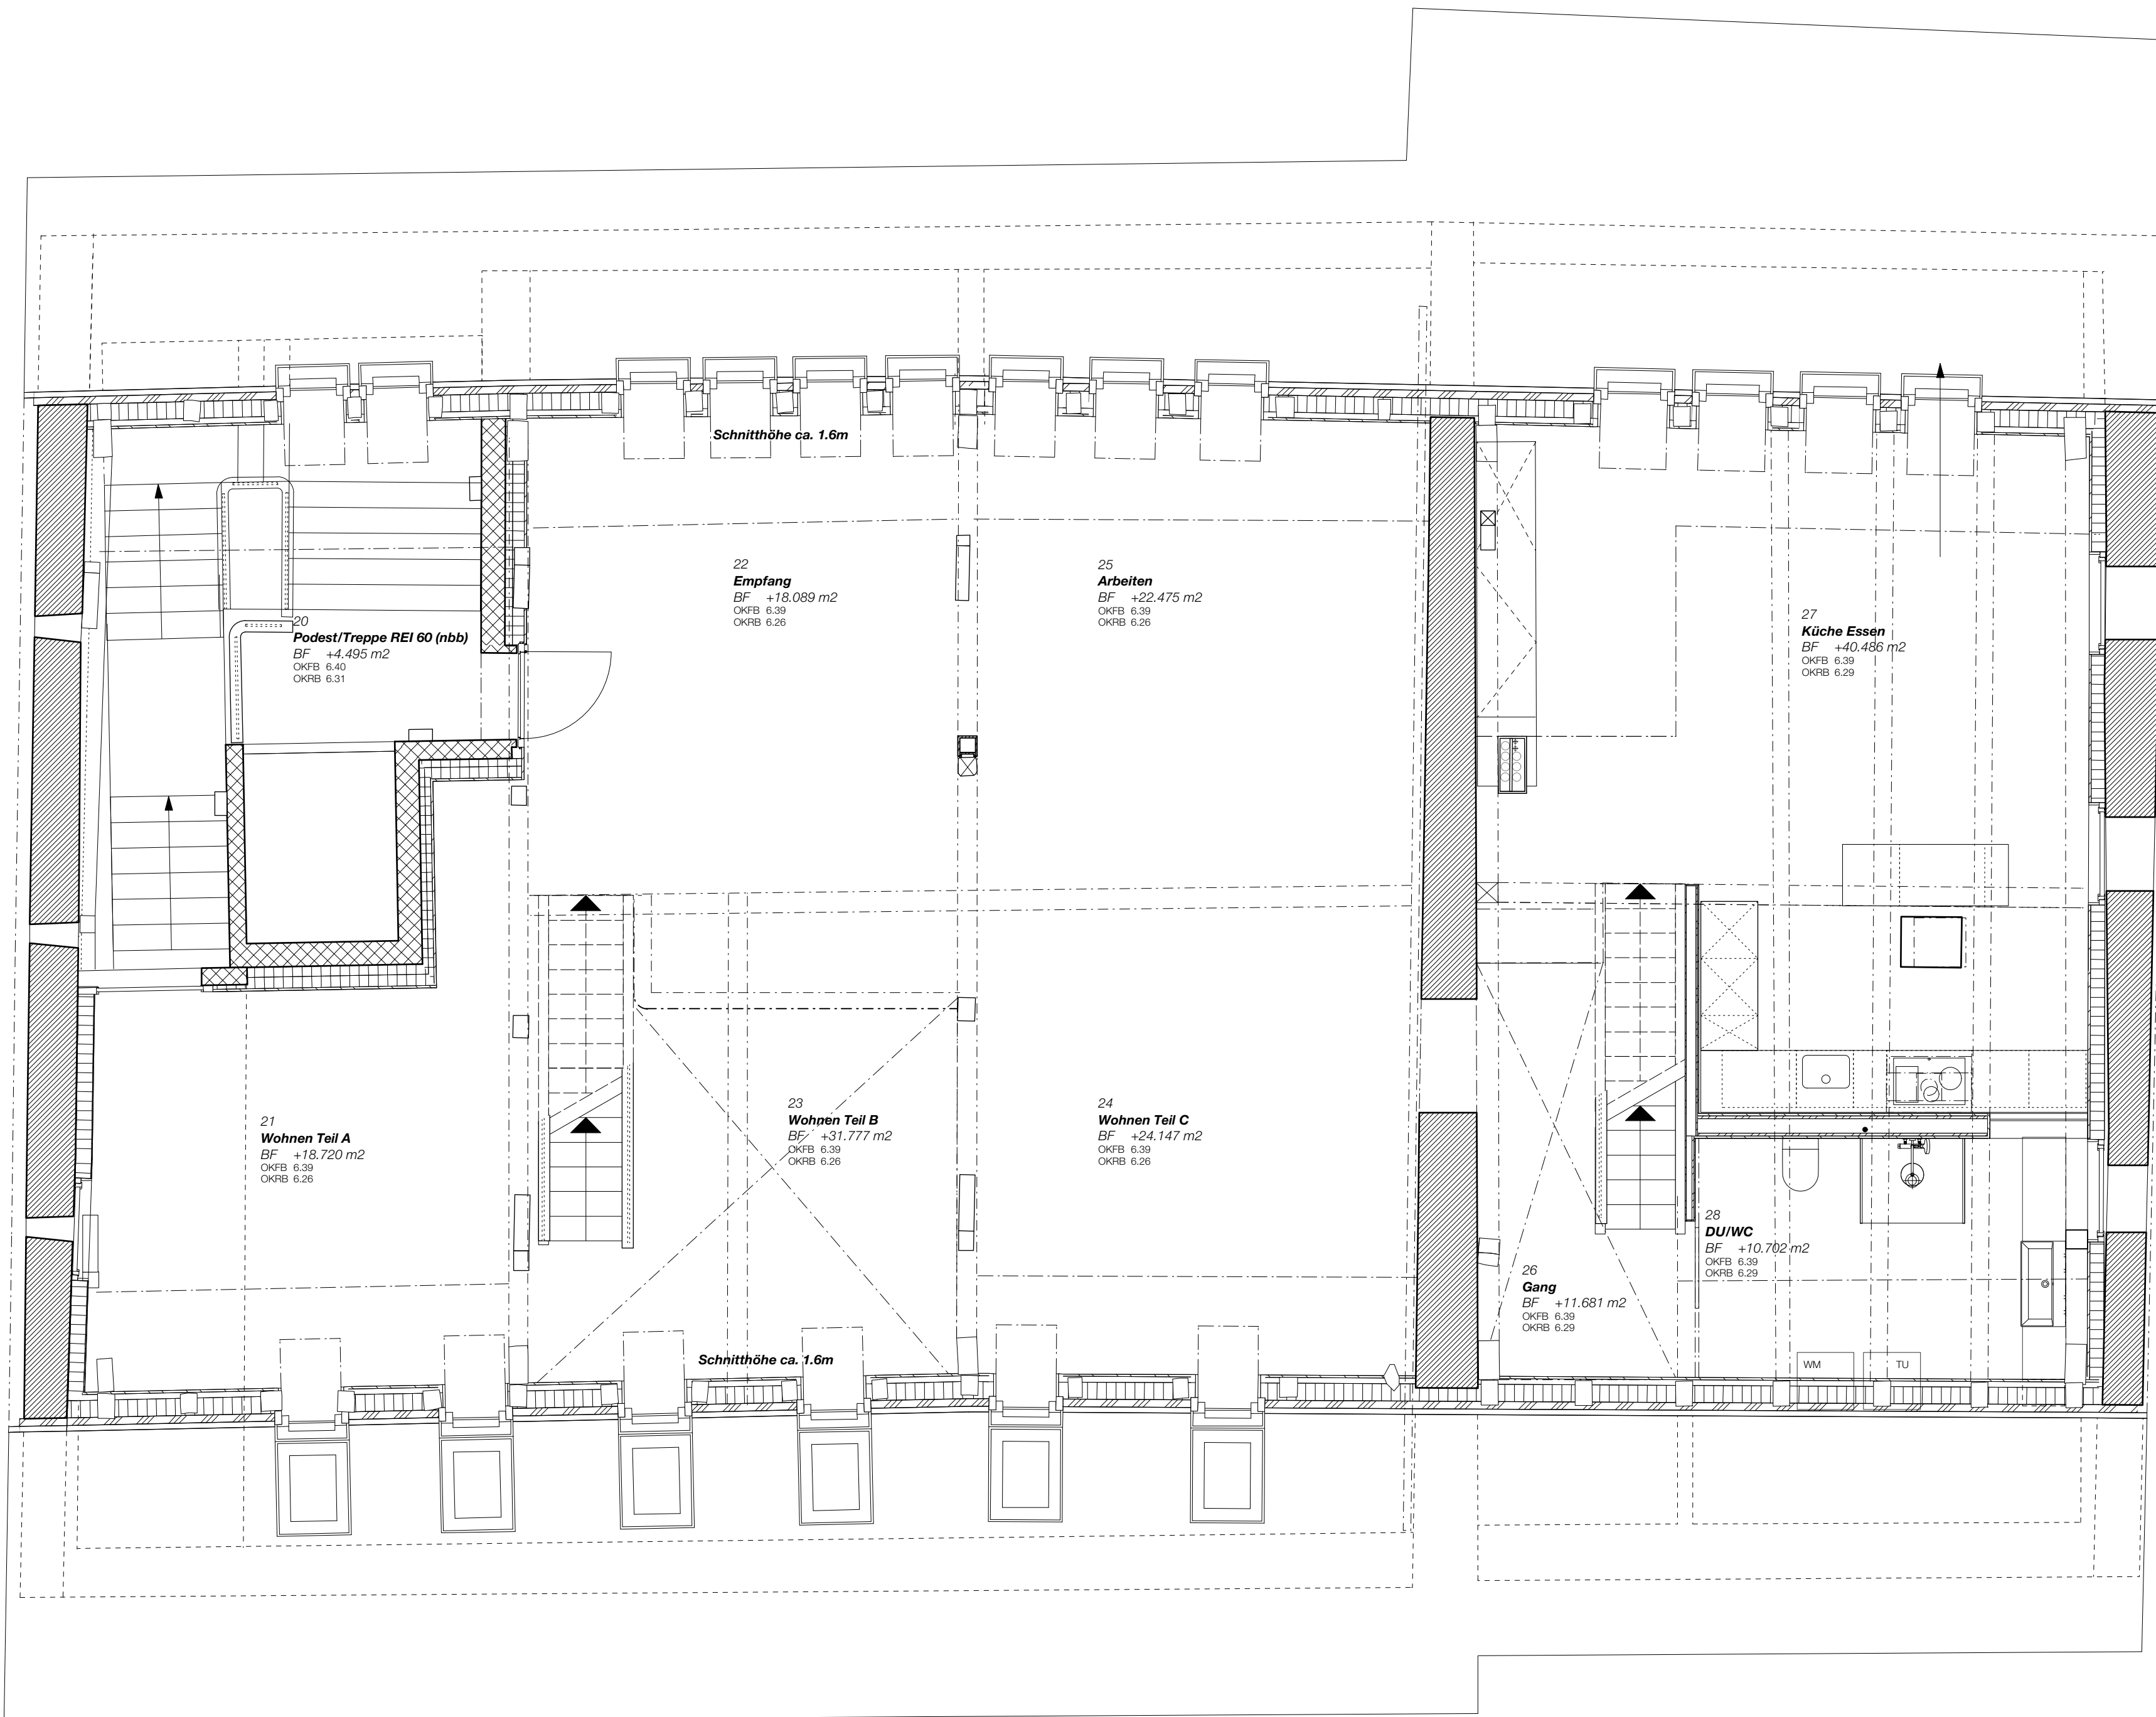 Schnitthöhe ca. 1.6m
22
Empfang
BF +18.089 m2
OKFB 6.39
OKRB 6.26
25
Arbeiten
BF +22.475 m2
OKFB 6.39
OKRB 6.26
20
Podest/Treppe REI 60 (nbb)
BF +4.495 m2
OKFB 6.40
OKRB 6.31
27
Küche Essen
BF +40.486 m2
OKFB 6.39
OKRB 6.29
21
Wohnen Teil A
BF +18.720 m2
OKFB 6.39
OKRB 6.26
23
Wohnen Teil B
BF +31.777 m2
OKFB 6.39
OKRB 6.26
24
Wohnen Teil C
BF +24.147 m2
OKFB 6.39
OKRB 6.26
28
DU/WC
BF +10.702 m2
OKFB 6.39
OKRB 6.29
26
Gang
BF +11.681 m2
OKFB 6.39
OKRB 6.29
Schnitthöhe ca. 1.6m
WM
TU